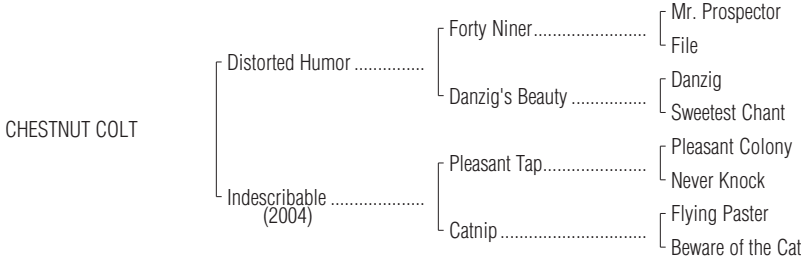 Mr. Prospector
Forty Niner.......................
File
Distorted Humor ...............
Danzig
Danzig's Beauty ................
Sweetest Chant
CHESTNUT COLT
Pleasant Colony
Pleasant Tap......................
Never Knock
Indescribable ....................
(2004)
Flying Paster
Catnip ...............................
Beware of the Cat